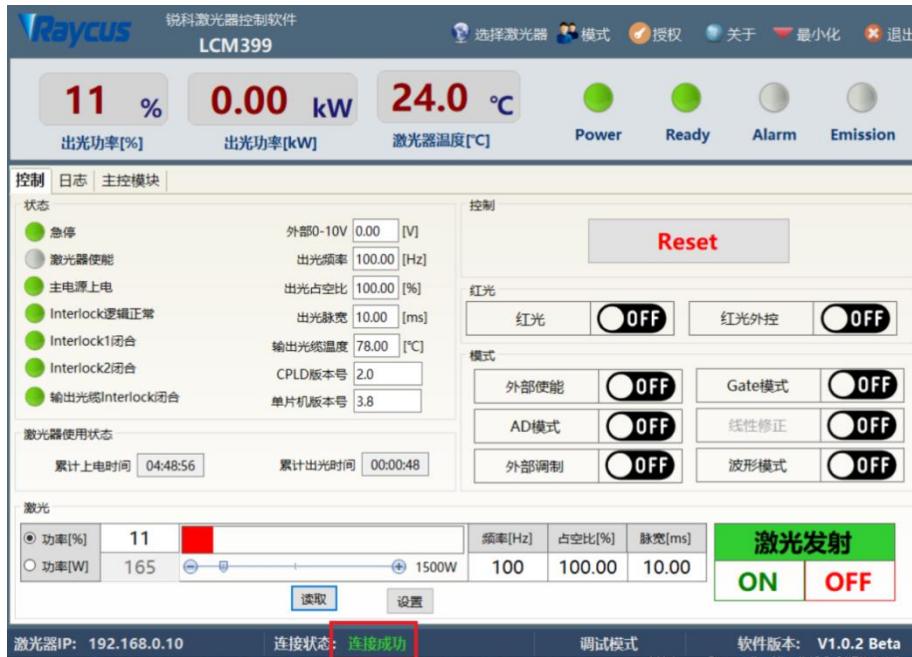 Raycus
锐科激光器控制软件
LCM399
选择激光器 模式 授权 关于 最小化 退出
11 % 0.00 kW 24.0 ℃
出光功率[%] 出光功率[kW] 激光器温度[℃] Power Ready Alarm Emission
控制 日志 主控模块
状态
急停
激光器使能
主电源上电
Interlock逻辑正常
Interlock1闭合
Interlock2闭合
输出光缆Interlock闭合
外部0-10V 0.00 [V]
出光频率 100.00 [Hz]
出光占空比 100.00 [%]
出光脉宽 10.00 [ms]
输出光缆温度 78.00 [℃]
CPLD版本号 2.0
单片机版本号 3.8
激光器使用状态
累计上电时间 04:48:56 累计出光时间 00:00:48
控制
Reset
红光
红光 OFF 红光外控 OFF
模式
外部使能 OFF Gate模式 OFF
AD模式 OFF 线性修正 OFF
外部调制 OFF 波形模式 OFF
激光
功率[%] 11
功率[W] 165 1500W
读取 设置
频率[Hz] 占空比[%] 脉宽[ms]
100 100.00 10.00
激光发射
ON OFF
激光器IP: 192.168.0.10 连接状态: 连接成功 调试模式 软件版本: V1.0.2 Beta